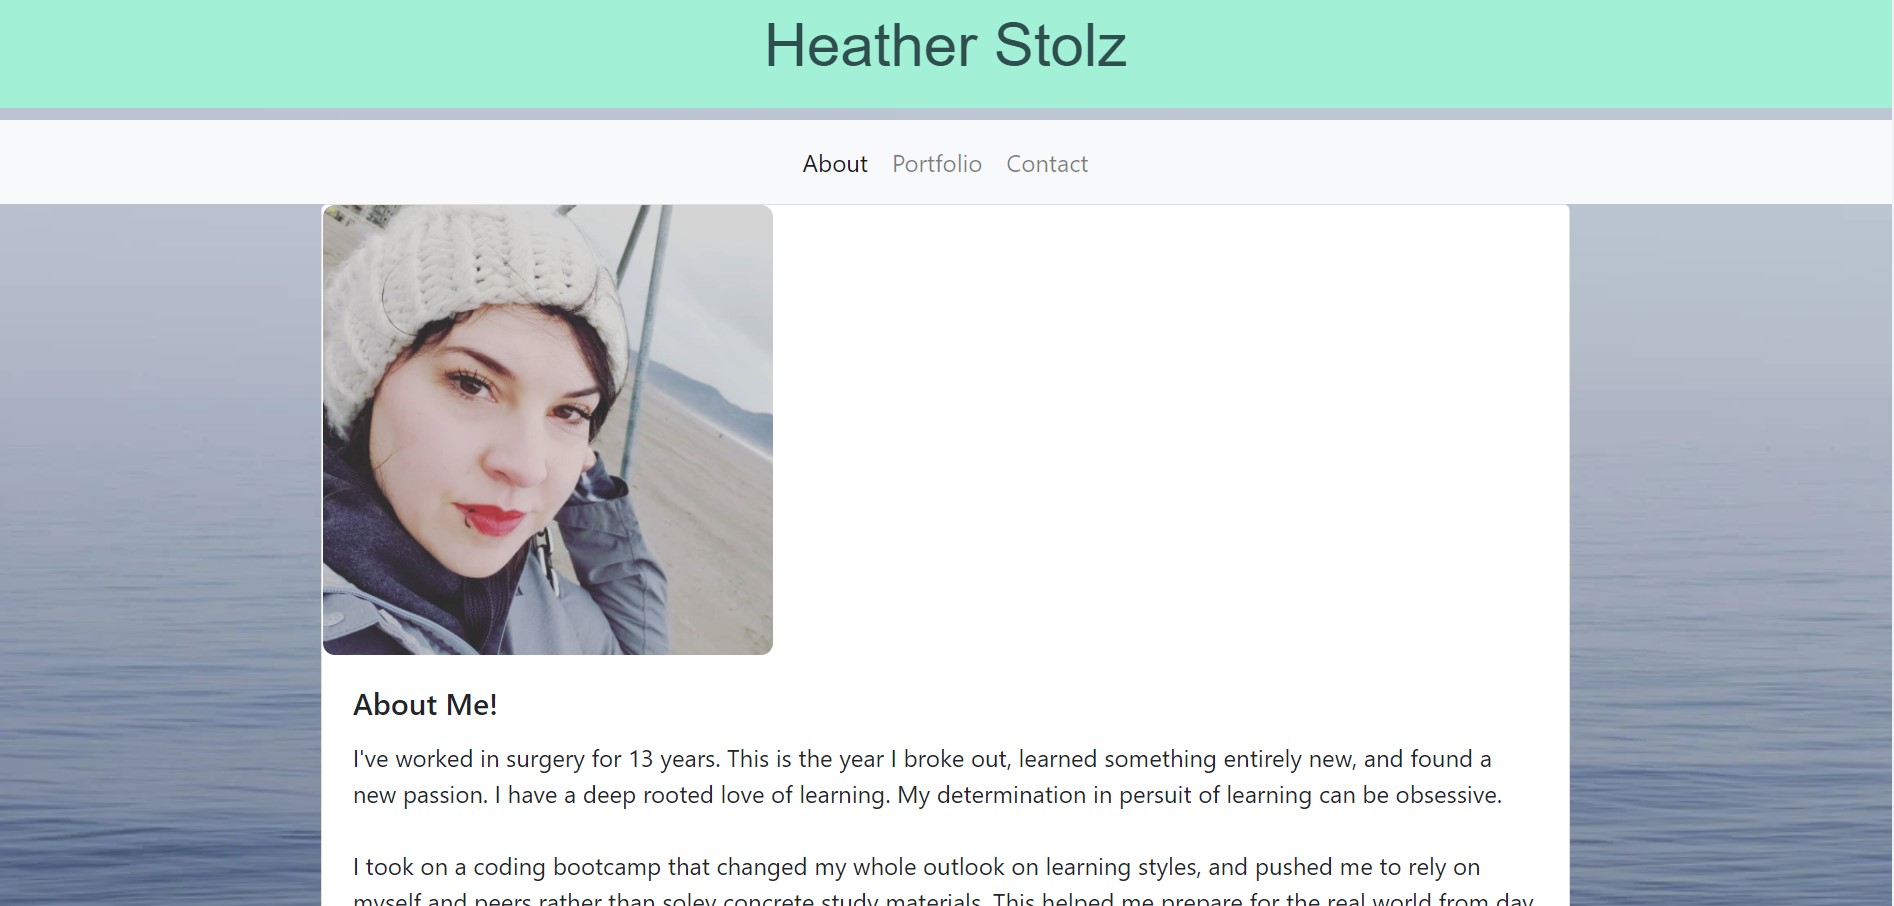 Heather Stolz
About Portfolio Contact
About Me!
I've worked in surgery for 13 years. This is the year I broke out, learned something entirely new, and found a
new passion. I have a deep rooted love of learning. My determination in persuit of learning can be obsessive.
I took on a coding bootcamp that changed my whole outlook on learning styles, and pushed me to rely on
myself and peers rather than soley concrete study materials. This helped me prepare for the real world from day